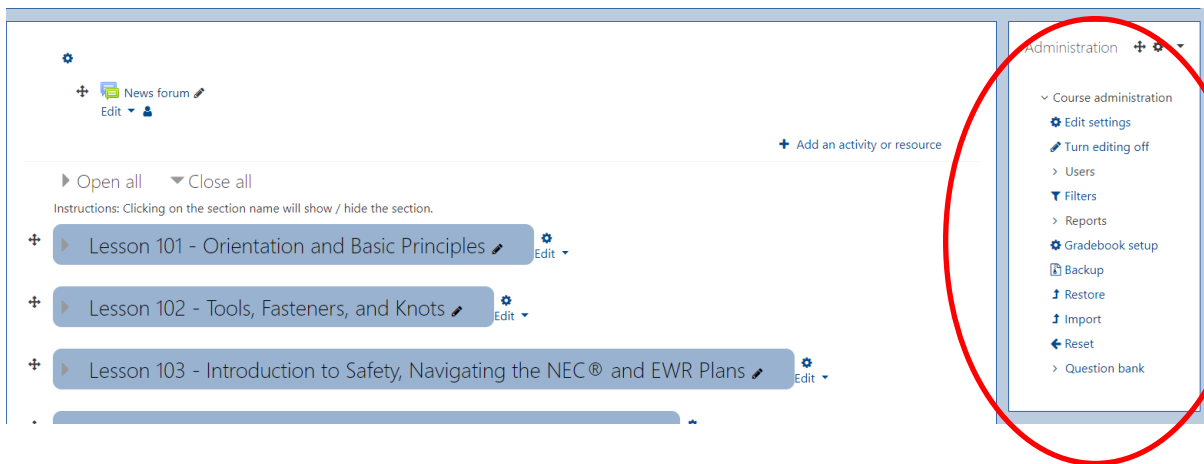 News forum
Edit
+ Add an activity or resource
Open all Close all
Instructions: Clicking on the section name will show / hide the section.
Lesson 101 - Orientation and Basic Principles
Edit
Lesson 102 - Tools, Fasteners, and Knots
Edit
Lesson 103 - Introduction to Safety, Navigating the NEC® and EWR Plans
Edit
Administration
Course administration
Edit settings
Turn editing off
Users
Filters
Reports
Gradebook setup
Backup
Restore
Import
Reset
Question bank